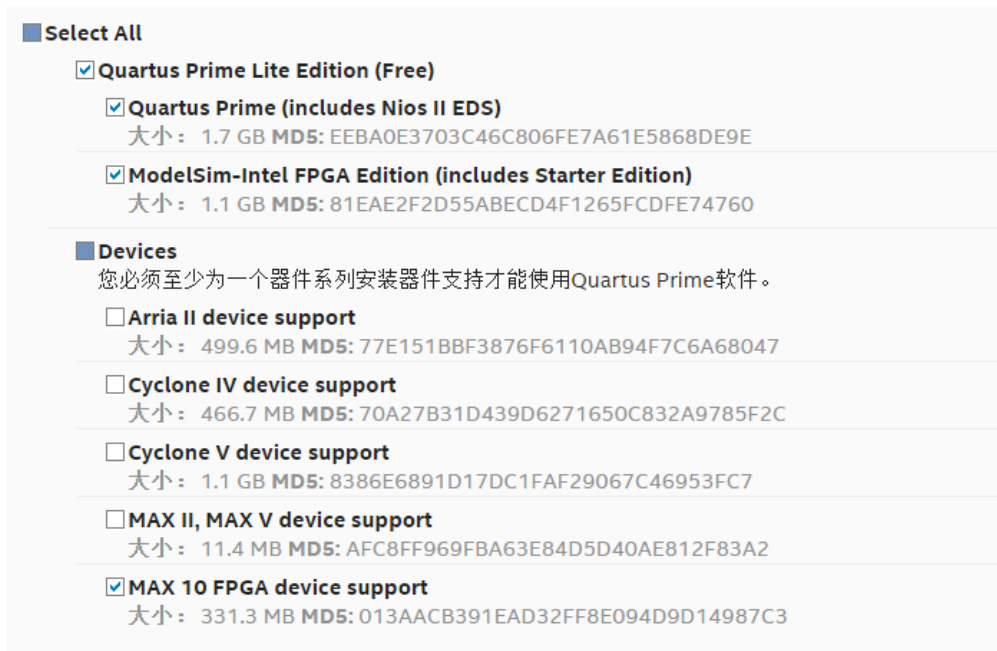 Select All
Quartus Prime Lite Edition (Free)
Quartus Prime (includes Nios II EDS)
大小： 1.7 GB MD5: EEBA0E3703C46C806FE7A61E5868DE9E
ModelSim-Intel FPGA Edition (includes Starter Edition)
大小： 1.1 GB MD5: 81EAE2F2D55ABECD4F1265FCDFE74760
Devices
您必须至少为一个器件系列安装器件支持才能使用Quartus Prime软件。
Arria II device support
大小： 499.6 MB MD5: 77E151BBF3876F6110AB94F7C6A68047
Cyclone IV device support
大小： 466.7 MB MD5: 70A27B31D439D6271650C832A9785F2C
Cyclone V device support
大小： 1.1 GB MD5: 8386E6891D17DC1FAF29067C46953FC7
MAX II, MAX V device support
大小： 11.4 MB MD5: AFC8FF969FBA63E84D5D40AE812F83A2
MAX 10 FPGA device support
大小： 331.3 MB MD5: 013AACB391EAD32FF8E094D9D14987C3